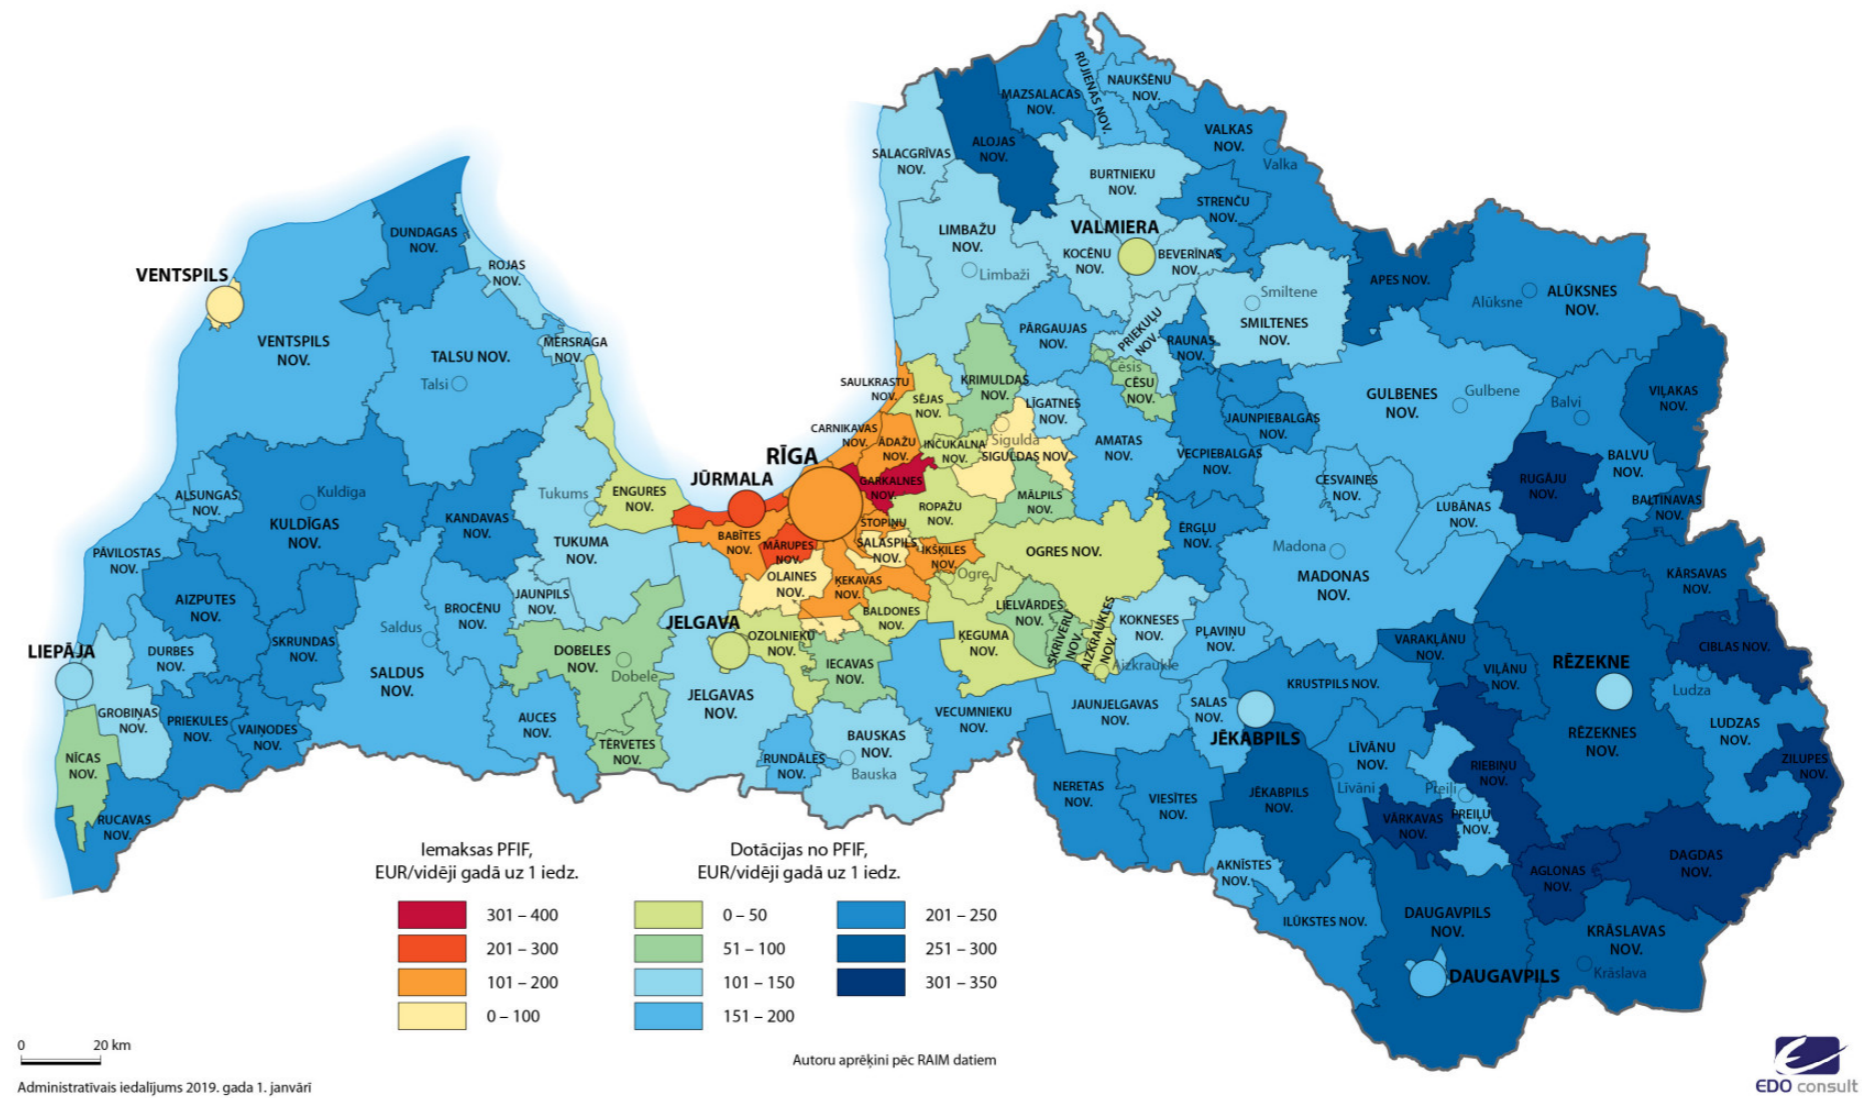 RŪJIENAS NOV.
NAUKŠĒNU
NOV.
MAZSALACAS
NOV.
VALKAS
NOV.
Valka
ALOJAS
NOV.
SALACGRĪVAS
NOV.
BURTNIEKU
NOV.
STRENČU
NOV.
VALMIERA
LIMBAŽU
NOV.
Limbaži
KOCĒNU
NOV.
BEVERĪNAS
NOV.
DUNDAGAS
NOV.
ROJAS
NOV.
VENTSPILS
VENTSPILS
NOV.
TALSU NOV.
Talsi
MĒRSRAGA
NOV.
APES NOV.
Alūksne
ALŪKSNES
NOV.
Smiltene
SMILTENES
NOV.
PĀRGAUJAS
NOV.
PRIEKUĻU
NOV.
RAUNAS
NOV.
Cēsis
CĒSU
NOV.
SAULKRASTU
NOV.
SĒJAS
NOV.
KRIMULDAS
NOV.
LĪGATNES
NOV.
GULBENES
NOV.
Gulbene
Balvi
VIĻAKAS
NOV.
JAUNPIEBALGAS
NOV.
CARNIKAVAS
NOV.
ĀDAŽU
NOV.
INČUKALNA
NOV.
Sigulda
SIGULDAS NOV.
AMATAS
NOV.
VECPIEBALGAS
NOV.
RĪGA
JŪRMALA
GARKALNES
NOV.
MĀLPILS
NOV.
ROPAŽU
NOV.
CESVAINES
NOV.
RUGĀJU
NOV.
BALVU
NOV.
BALTINAVAS
NOV.
LUBĀNAS
NOV.
ALSUNGAS
NOV.
Kuldīga
KULDĪGAS
NOV.
KANDAVAS
NOV.
Tukums
ENGURES
NOV.
TUKUMA
NOV.
BABĪTES
NOV.
MĀRUPES
NOV.
STOPIŅU
NOV.
SALASPILS
NOV.
IKŠĶILES
NOV.
OGRES NOV.
Ogre
ĒRGĻU
NOV.
Madona
MADONAS
NOV.
PĀVILOSTAS
NOV.
AIZPUTES
NOV.
SKRUNDAS
NOV.
Saldus
BROCĒNU
NOV.
JAUNPILS
NOV.
OLAINES
NOV.
ĶEKAVAS
NOV.
BALDONES
NOV.
LIELVĀRDES
NOV.
SKRĪVERU
NOV.
AIZKRAUKLES
NOV.
Aizkraukle
KOKNESES
NOV.
PĻAVIŅU
NOV.
KĀRSAVAS
NOV.
VARAKĻĀNU
NOV.
VIĻĀNU
NOV.
RĒZEKNE
CIBLAS NOV.
Ludza
LIEPĀJA
DURBES
NOV.
SALDUS
NOV.
DOBELES
NOV.
Dobele
JELGAVA
OZOLNIEKU
NOV.
IECAVAS
NOV.
ĶEGUMA
NOV.
JELGAVAS
NOV.
GROBIŅAS
NOV.
PRIEKULES
NOV.
VAIŅODES
NOV.
AUCES
NOV.
TĒRVETES
NOV.
VECUMNIEKU
NOV.
JAUNJELGAVAS
NOV.
SALAS
NOV.
KRUSTPILS NOV.
JĒKABPILS
LĪVĀNU
NOV.
Līvāni
RĒZEKNES
NOV.
LUDZAS
NOV.
ZILUPES
NOV.
NĪCAS
NOV.
RUCAVAS
NOV.
RUNDĀLES
NOV.
BAUSKAS
NOV.
Bauska
NERETAS
NOV.
VIESĪTES
NOV.
JĒKABPILS
NOV.
RIEBIŅU
NOV.
Preiļi
PREIĻU
NOV.
VĀRKAVAS
NOV.
AKNĪSTES
NOV.
AGLONAS
NOV.
DAGDAS
NOV.
ILŪKSTES NOV.
DAUGAVPILS
NOV.
DAUGAVPILS
KRĀSLAVAS
NOV.
Krāslava
Iemaksas PFIF,
EUR/vidēji gadā uz 1 iedz.
301 – 400
201 – 300
101 – 200
0 – 100
Dotācijas no PFIF,
EUR/vidēji gadā uz 1 iedz.
0 – 50
51 – 100
101 – 150
151 – 200
201 – 250
251 – 300
301 – 350
0 20 km
Autoru aprēķini pēc RAIM datiem
Administratīvais iedalījums 2019. gada 1. janvārī
EDO consult